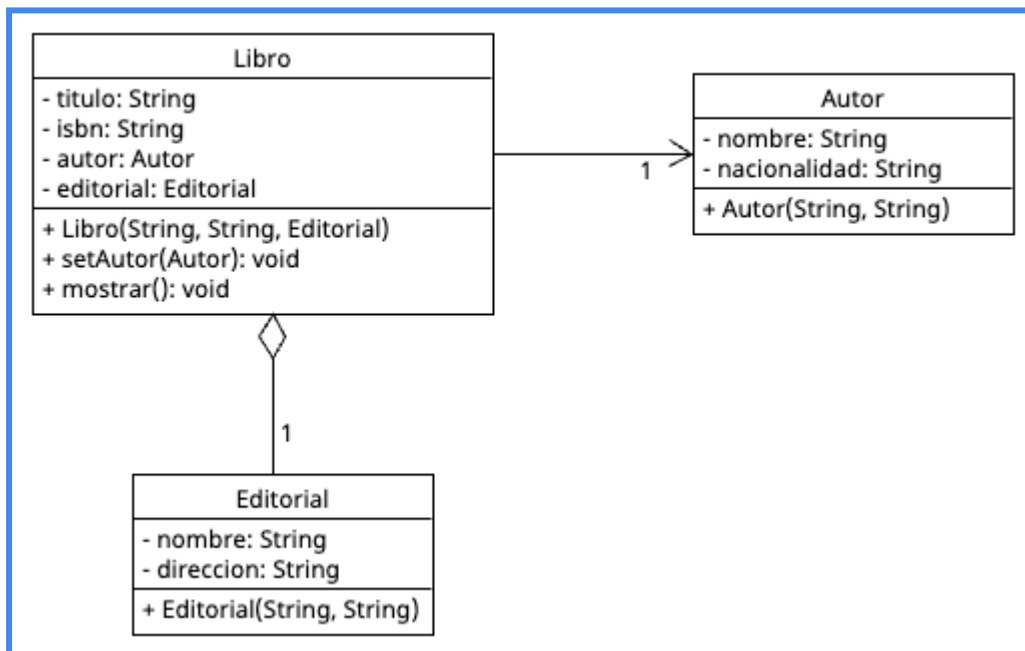 Libro
- titulo: String
- isbn: String
- autor: Autor
- editorial: Editorial
+ Libro(String, String, Editorial)
+ setAutor(Autor): void
+ mostrar(): void
1
Autor
- nombre: String
- nacionalidad: String
+ Autor(String, String)
1
Editorial
- nombre: String
- direccion: String
+ Editorial(String, String)